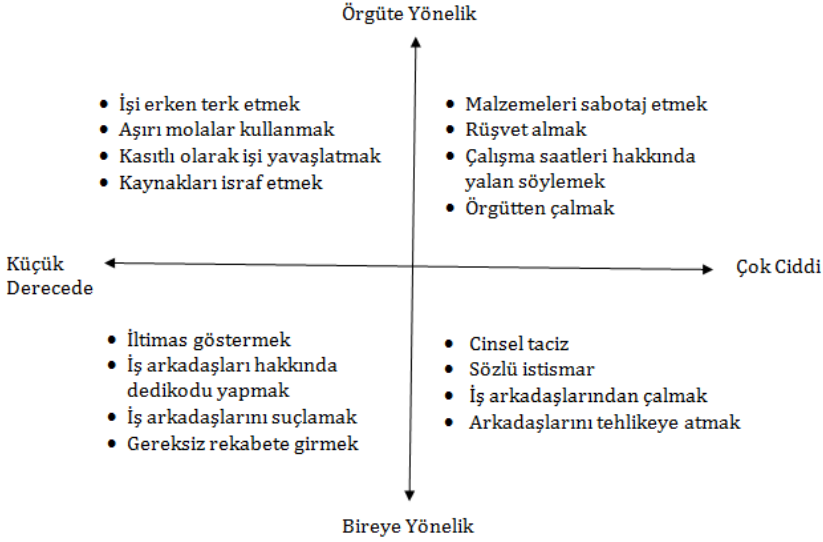 Örgüte Yönelik
• İşi erken terk etmek
• Aşırı molalar kullanmak
• Kasıtlı olarak işi yavaşlatmak
• Kaynakları israf etmek
• Malzemeleri sabotaj etmek
• Rüşvet almak
• Çalışma saatleri hakkında
yalan söylemek
• Örgütten çalmak
Küçük
Derecede
Çok Ciddi
• İltimas göstermek
• İş arkadaşları hakkında
dedikodu yapmak
• İş arkadaşlarını suçlamak
• Gereksiz rekabete girmek
• Cinsel taciz
• Sözlü istismar
• İş arkadaşlarından çalmak
• Arkadaşlarını tehlikeye atmak
Bireye Yönelik